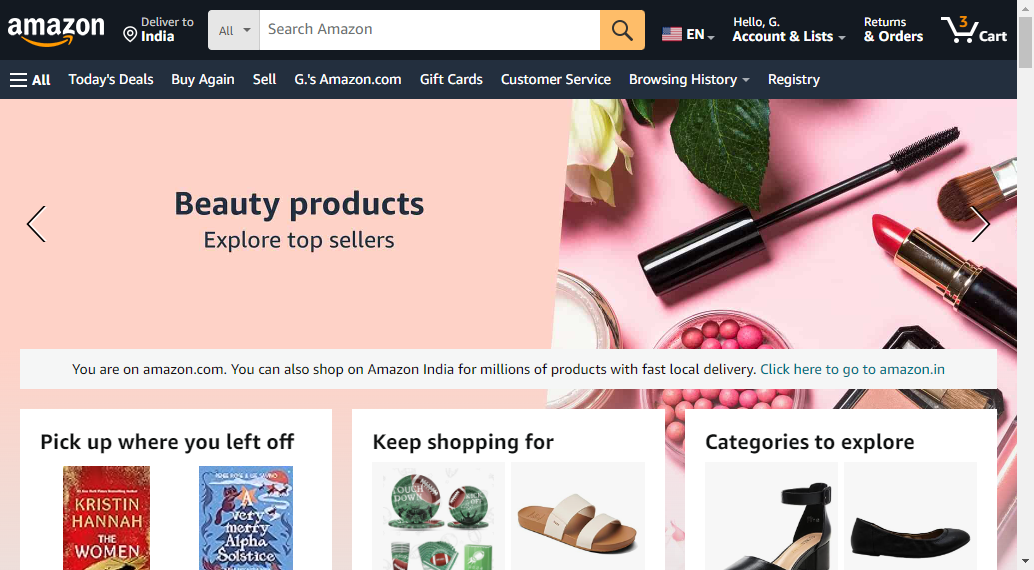 amazon
Deliver to
India
All
Search Amazon
EN
Hello, G.
Account & Lists
Returns
& Orders
3
Cart
All
Today's Deals
Buy Again
Sell
G.'s Amazon.com
Gift Cards
Customer Service
Browsing History
Registry
Beauty products
Explore top sellers
You are on amazon.com. You can also shop on Amazon India for millions of products with fast local delivery. Click here to go to amazon.in
Pick up where you left off
KRISTIN
HANNAH
THE
WOMEN
A
very
merry
Alpha
Solstice
Keep shopping for
TOUCH
DOWN
Categories to explore